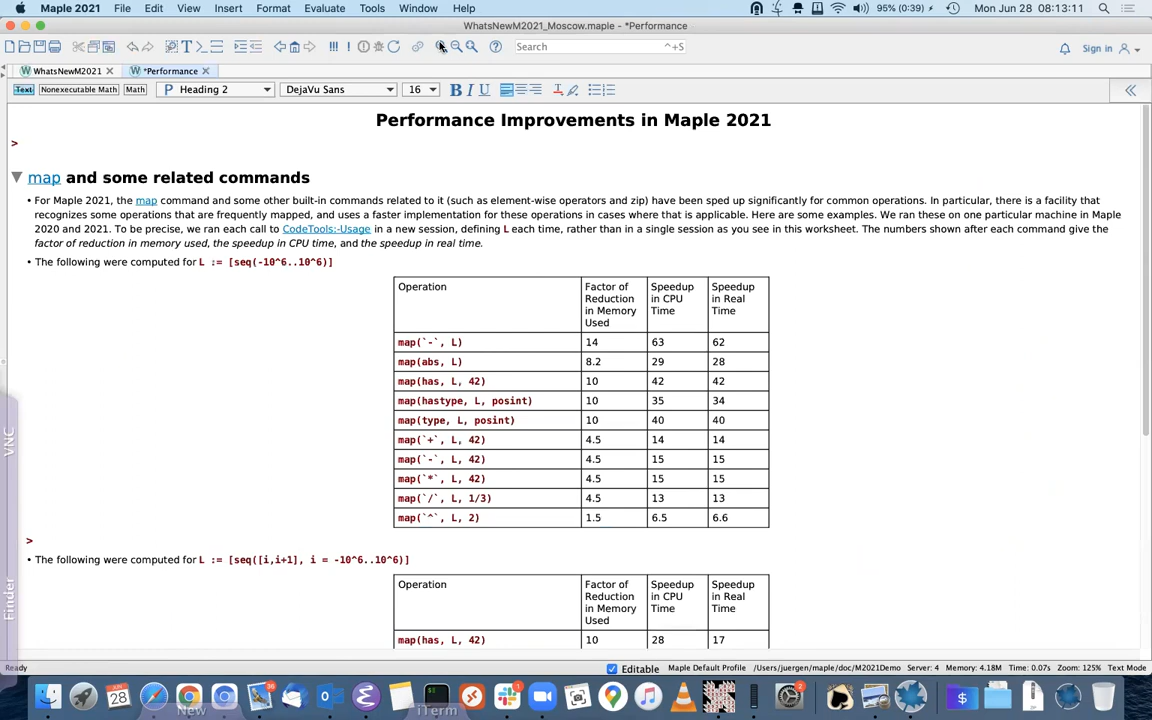 Maple 2021 File Edit View Insert Format Evaluate Tools Window Help 95% (0:39) Mon Jun 28 08:13:11
WhatsNewM2021_Moscow.maple - *Performance
!!! ! Search ^+S Sign in
WhatsNewM2021 *Performance
Text Nonexecutable Math Math P Heading 2 DejaVu Sans 16 B I U
Performance Improvements in Maple 2021
>
map and some related commands
• For Maple 2021, the map command and some other built-in commands related to it (such as element-wise operators and zip) have been sped up significantly for common operations. In particular, there is a facility that
recognizes some operations that are frequently mapped, and uses a faster implementation for these operations in cases where that is applicable. Here are some examples. We ran these on one particular machine in Maple
2020 and 2021. To be precise, we ran each call to CodeTools:-Usage in a new session, defining L each time, rather than in a single session as you see in this worksheet. The numbers shown after each command give the
factor of reduction in memory used, the speedup in CPU time, and the speedup in real time.
• The following were computed for L := [seq(-10^6..10^6)]
Operation Factor of Reduction in Memory Used Speedup in CPU Time Speedup in Real Time
map(`-`, L) 14 63 62
map(abs, L) 8.2 29 28
map(has, L, 42) 10 42 42
map(hastype, L, posint) 10 35 34
map(type, L, posint) 10 40 40
map(`+`, L, 42) 4.5 14 14
map(`-`, L, 42) 4.5 15 15
map(`*`, L, 42) 4.5 15 15
map(`/`, L, 1/3) 4.5 13 13
map(`^`, L, 2) 1.5 6.5 6.6
>
• The following were computed for L := [seq([i,i+1], i = -10^6..10^6)]
Operation Factor of Reduction in Memory Used Speedup in CPU Time Speedup in Real Time
map(has, L, 42) 10 28 17
VNC
Finder
Ready Editable Maple Default Profile /Users/juergen/maple/doc/M2021Demo Server: 4 Memory: 4.18M Time: 0.07s Zoom: 125% Text Mode
New iTerm